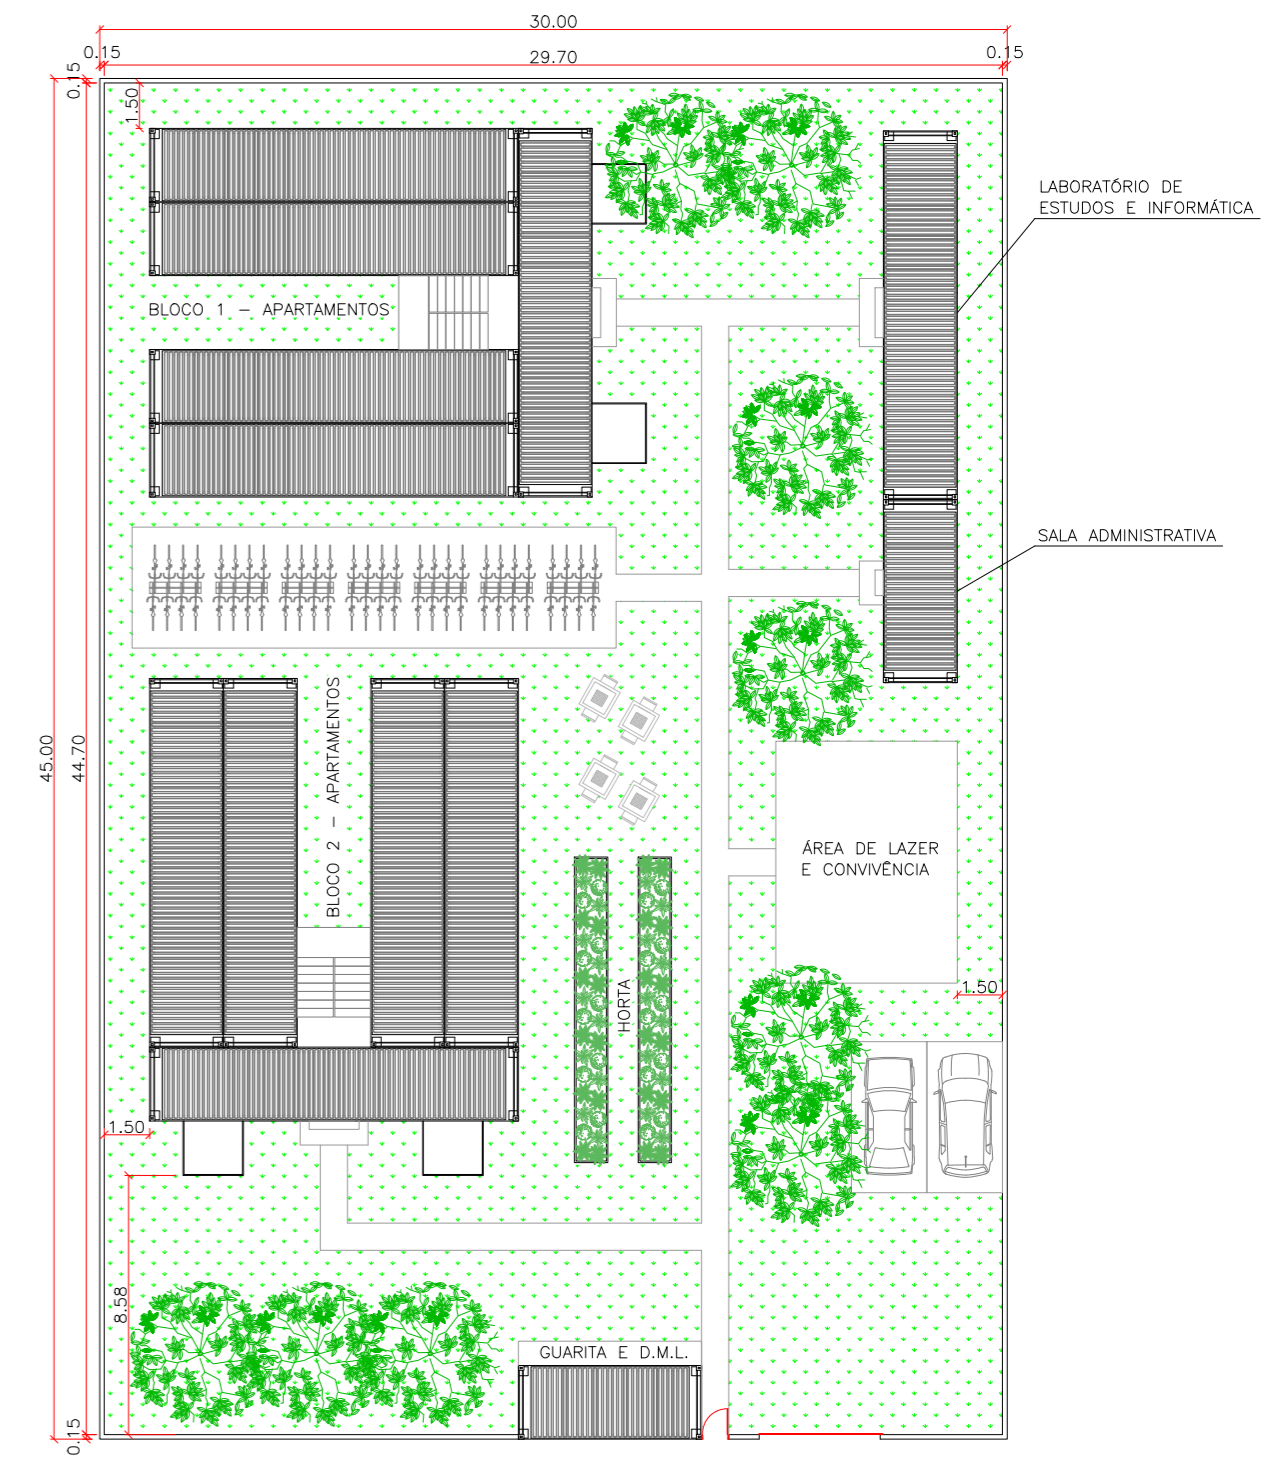 30.00
0.15
29.70
0.15
0.15
1.50
LABORATÓRIO DE
ESTUDOS E INFORMÁTICA
BLOCO 1 – APARTAMENTOS
SALA ADMINISTRATIVA
BLOCO 2 – APARTAMENTOS
45.00
44.70
ÁREA DE LAZER
E CONVIVÊNCIA
1.50
HORTA
1.50
8.58
GUARITA E D.M.L.
0.15